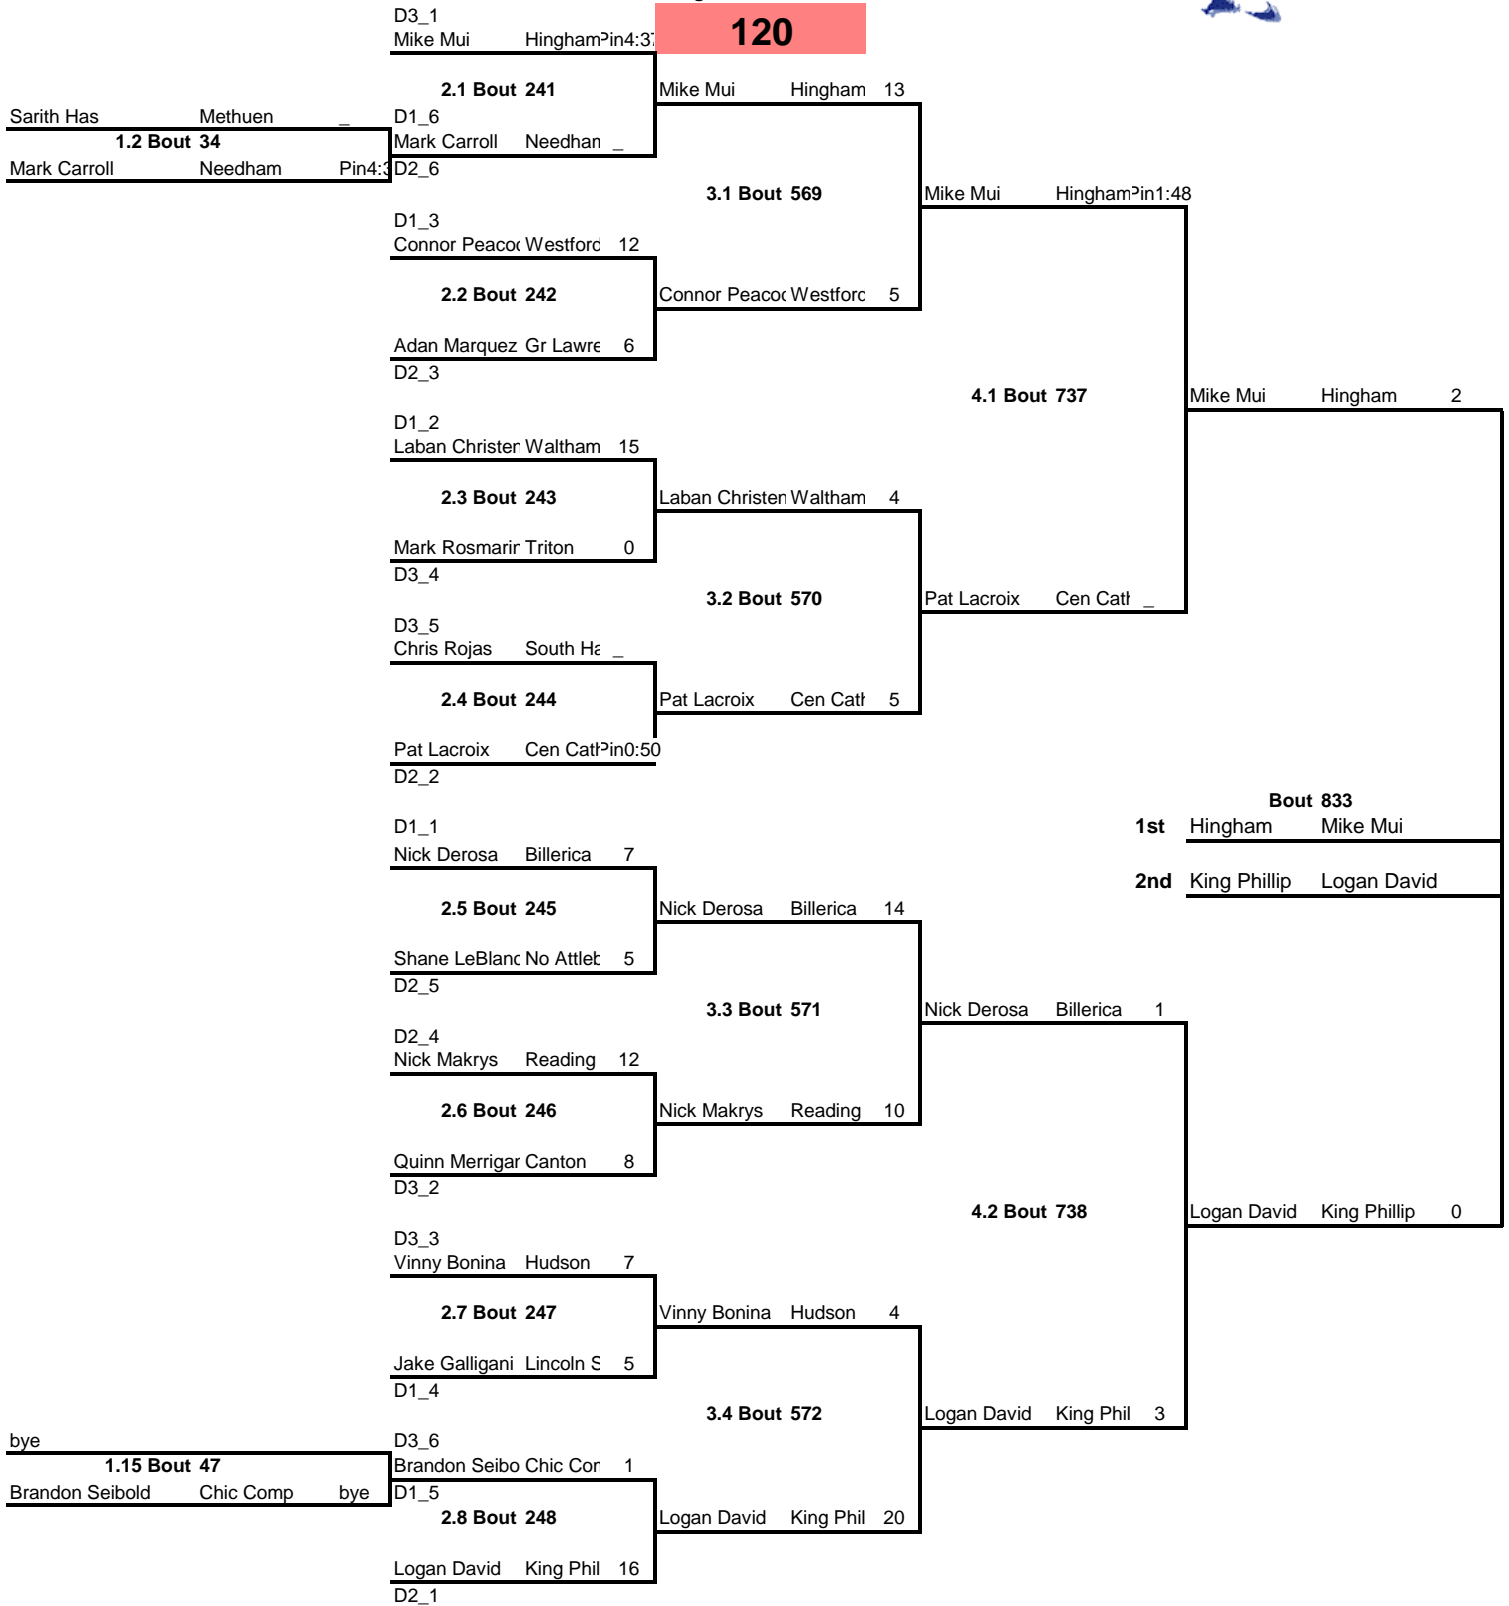 D3_1
120
Mike Mui Hingham Pin4:37
2.1 Bout 241
Mike Mui Hingham 13
Sarith Has Methuen _
D1_6
1.2 Bout 34
Mark Carroll Needham _
Mark Carroll Needham Pin4:3
D2_6
3.1 Bout 569
Mike Mui Hingham Pin1:48
D1_3
Connor Peacoc Westford 12
2.2 Bout 242
Connor Peacoc Westford 5
Adan Marquez Gr Lawre 6
D2_3
4.1 Bout 737
Mike Mui Hingham 2
D1_2
Laban Christen Waltham 15
2.3 Bout 243
Laban Christen Waltham 4
Mark Rosmarin Triton 0
D3_4
3.2 Bout 570
Pat Lacroix Cen Cath _
D3_5
Chris Rojas South Ha _
2.4 Bout 244
Pat Lacroix Cen Cath 5
Pat Lacroix Cen Cath Pin0:50
D2_2
Bout 833
D1_1
1st Hingham Mike Mui
Nick Derosa Billerica 7
2nd King Phillip Logan David
2.5 Bout 245
Nick Derosa Billerica 14
Shane LeBlanc No Attleb 5
D2_5
3.3 Bout 571
Nick Derosa Billerica 1
D2_4
Nick Makrys Reading 12
2.6 Bout 246
Nick Makrys Reading 10
Quinn Merrigan Canton 8
D3_2
4.2 Bout 738
Logan David King Phillip 0
D3_3
Vinny Bonina Hudson 7
2.7 Bout 247
Vinny Bonina Hudson 4
Jake Galligani Lincoln S 5
D1_4
3.4 Bout 572
Logan David King Phil 3
bye
D3_6
1.15 Bout 47
Brandon Seibo Chic Com 1
Brandon Seibold Chic Comp bye
D1_5
2.8 Bout 248
Logan David King Phil 20
Logan David King Phil 16
D2_1